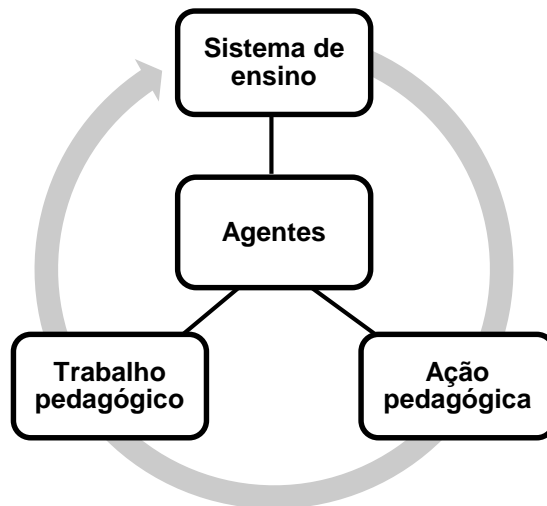 Sistema de
ensino
Agentes
Trabalho
pedagógico
Ação
pedagógica